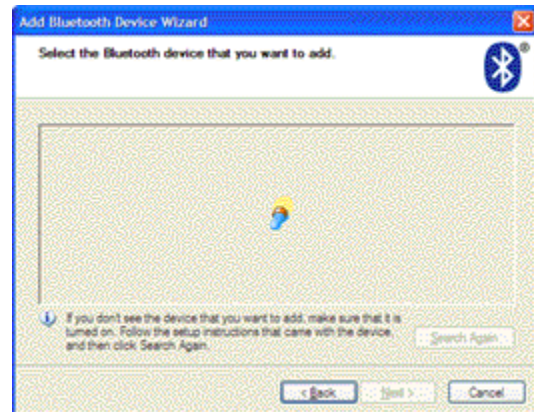 Add Bluetooth Device Wizard
Select the Bluetooth device that you want to add.
®
If you don't see the device that you want to add, make sure that it is
turned on. Follow the setup instructions that came with the device,
and then click Search Again.
Search Again
< Back
Next >
Cancel